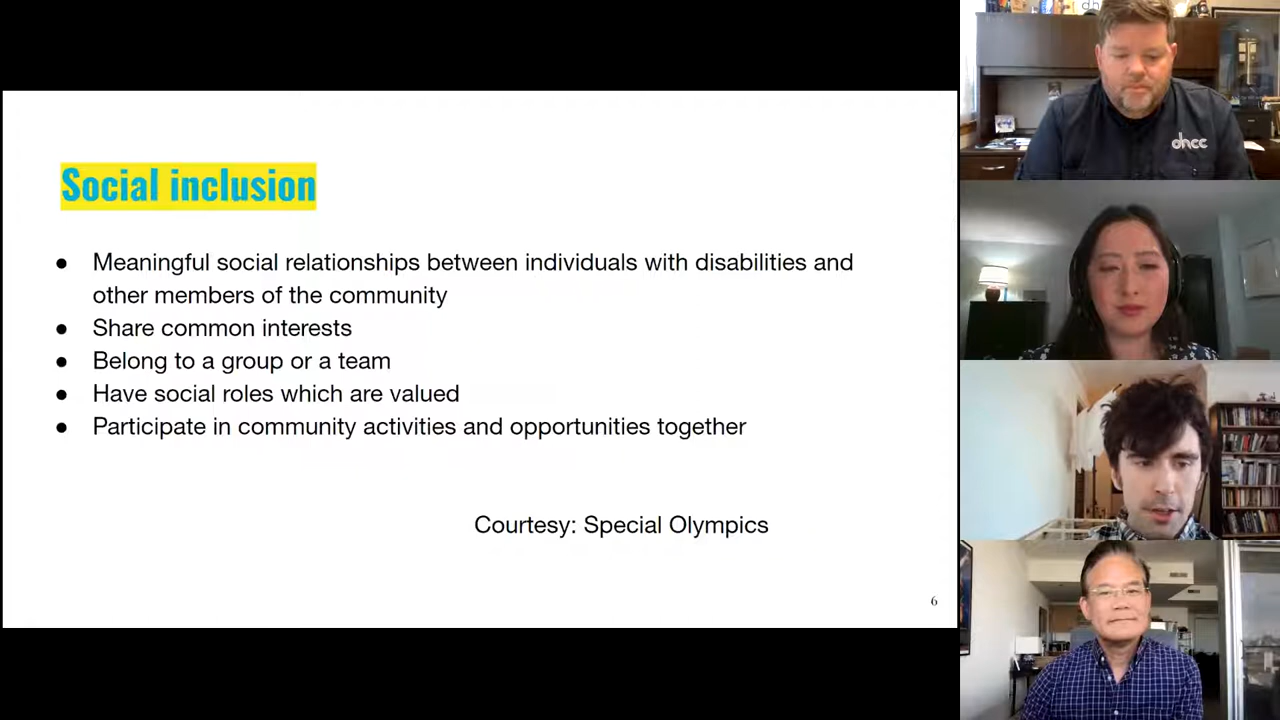 Social inclusion
● Meaningful social relationships between individuals with disabilities and
other members of the community
● Share common interests
● Belong to a group or a team
● Have social roles which are valued
● Participate in community activities and opportunities together
Courtesy: Special Olympics
6
dhcc